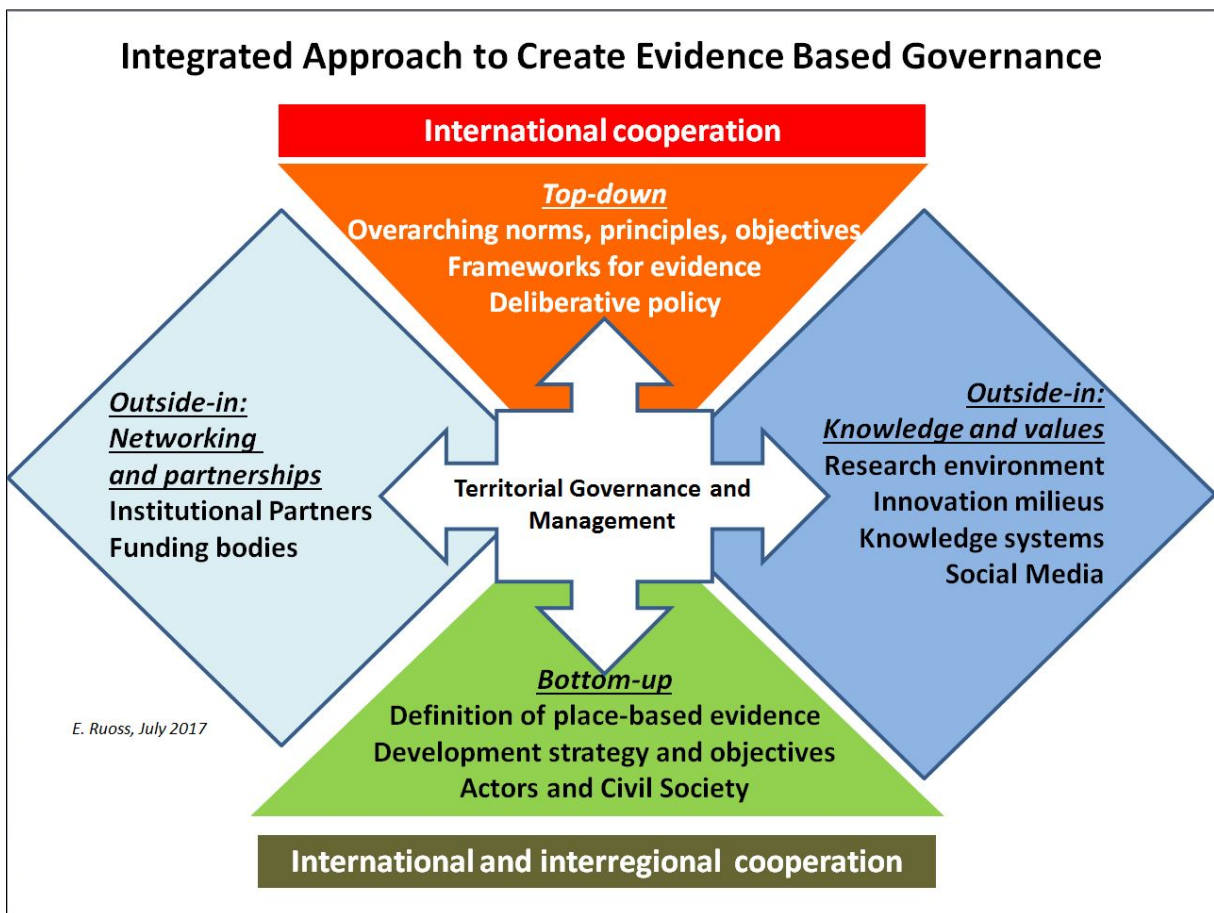 Integrated Approach to Create Evidence Based Governance
International cooperation
Top-down
Overarching norms, principles, objectives
Frameworks for evidence
Deliberative policy
Outside-in:
Networking
and partnerships
Institutional Partners
Funding bodies
Territorial Governance and
Management
Outside-in:
Knowledge and values
Research environment
Innovation milieus
Knowledge systems
Social Media
Bottom-up
Definition of place-based evidence
Development strategy and objectives
Actors and Civil Society
E. Ruoss, July 2017
International and interregional cooperation